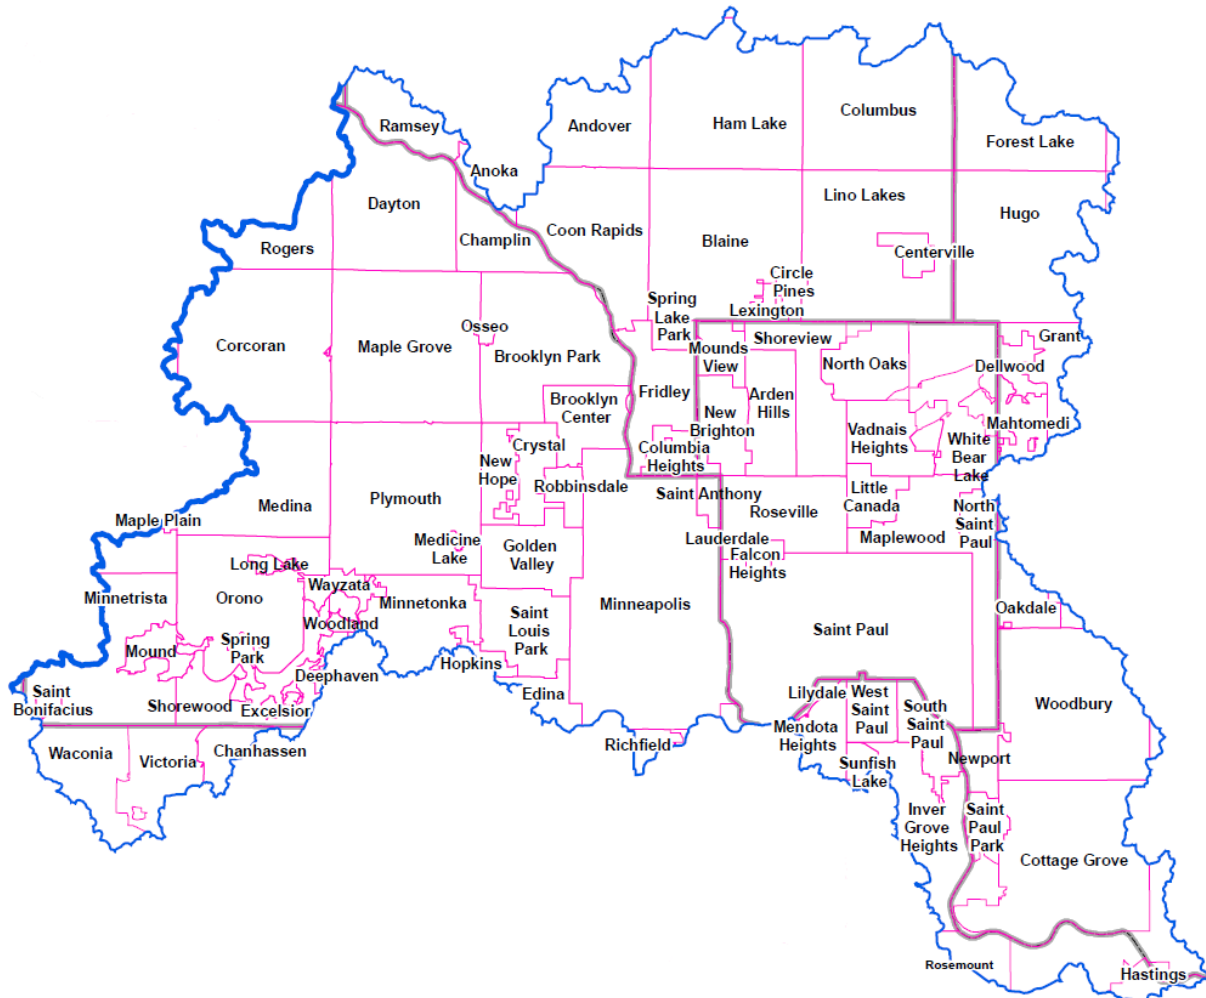 Columbus
Ham Lake
Ramsey
Andover
Forest Lake
Anoka
Lino Lakes
Dayton
Hugo
Coon Rapids
Champlin
Blaine
Rogers
Centerville
Circle
Pines
Spring
Lake
Park
Lexington
Osseo
Grant
Shoreview
Corcoran
Maple Grove
Mounds
View
Brooklyn Park
North Oaks
Dellwood
Fridley
Arden
Hills
Brooklyn
Center
New
Brighton
Mahtomedi
Vadnais
Heights
White
Bear
Lake
Crystal
Columbia
Heights
New
Hope
Robbinsdale
Little
Canada
Saint Anthony
Plymouth
Medina
Roseville
North
Saint
Paul
Maple Plain
Maplewood
Lauderdale
Medicine
Lake
Golden
Valley
Falcon
Heights
Long Lake
Wayzata
Minnetrista
Orono
Minnetonka
Minneapolis
Oakdale
Saint
Louis
Park
Woodland
Saint Paul
Spring
Park
Mound
Hopkins
Deephaven
Saint
Bonifacius
Edina
Lilydale
West
Saint
Paul
Shorewood
Excelsior
South
Saint
Paul
Woodbury
Mendota
Heights
Richfield
Chanhassen
Waconia
Victoria
Newport
Sunfish
Lake
Inver
Grove
Heights
Saint
Paul
Park
Cottage Grove
Rosemount
Hastings